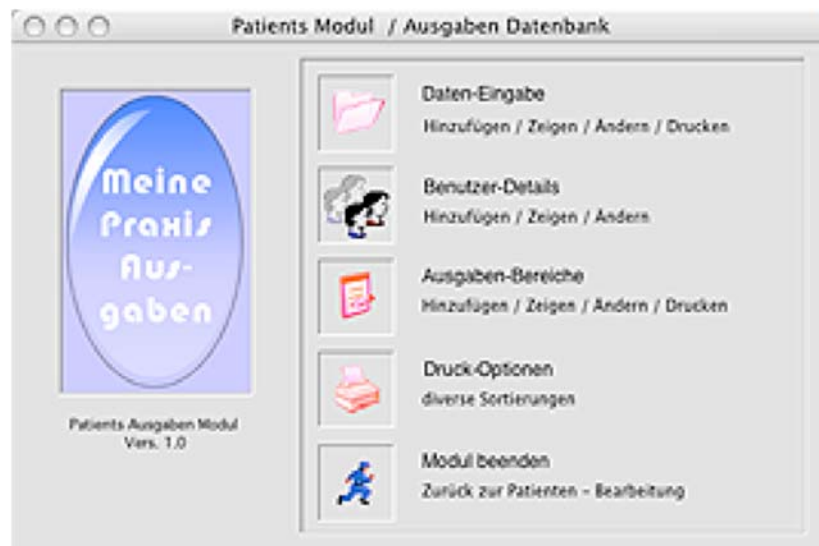 Patients Modul / Ausgaben Datenbank
Meine
Praxis
Aus-
gaben
Patients Ausgaben Modul
Vers. 1.0
Daten-Eingabe
Hinzufügen / Zeigen / Ändern / Drucken
Benutzer-Details
Hinzufügen / Zeigen / Ändern
Ausgaben-Bereiche
Hinzufügen / Zeigen / Ändern / Drucken
Druck-Optionen
diverse Sortierungen
Modul beenden
Zurück zur Patienten - Bearbeitung